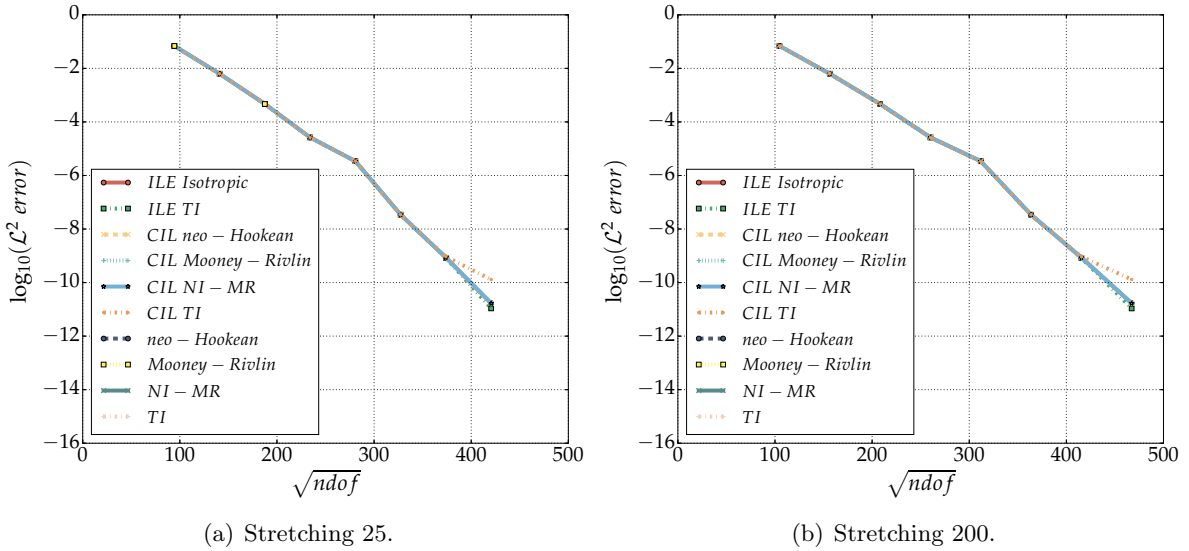 0
−2
−4
−6
−8
−10
−12
−14
−16
0 100 200 300 400 500
log10(L² error)
√ndof
ILE Isotropic
ILE TI
CIL neo − Hookean
CIL Mooney − Rivlin
CIL NI − MR
CIL TI
neo − Hookean
Mooney − Rivlin
NI − MR
TI
(a) Stretching 25.
0
−2
−4
−6
−8
−10
−12
−14
−16
0 100 200 300 400 500
log10(L² error)
√ndof
ILE Isotropic
ILE TI
CIL neo − Hookean
CIL Mooney − Rivlin
CIL NI − MR
CIL TI
neo − Hookean
Mooney − Rivlin
NI − MR
TI
(b) Stretching 200.